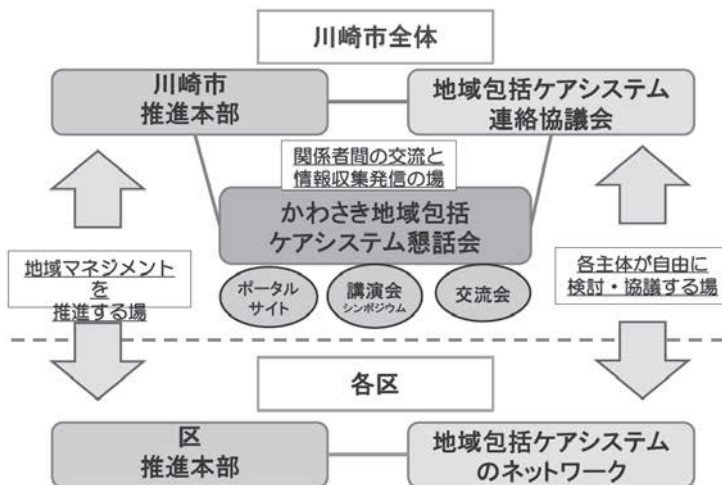 川崎市全体
川崎市
推進本部
地域包括ケアシステム
連絡協議会
関係者間の交流と
情報収集発信の場
かわさき地域包括
ケアシステム懇話会
地域マネジメント
を
推進する場
ポータル
サイト
講演会
シンポジウム
交流会
各主体が自由に
検討・協議する場
各区
区
推進本部
地域包括ケアシステム
のネットワーク